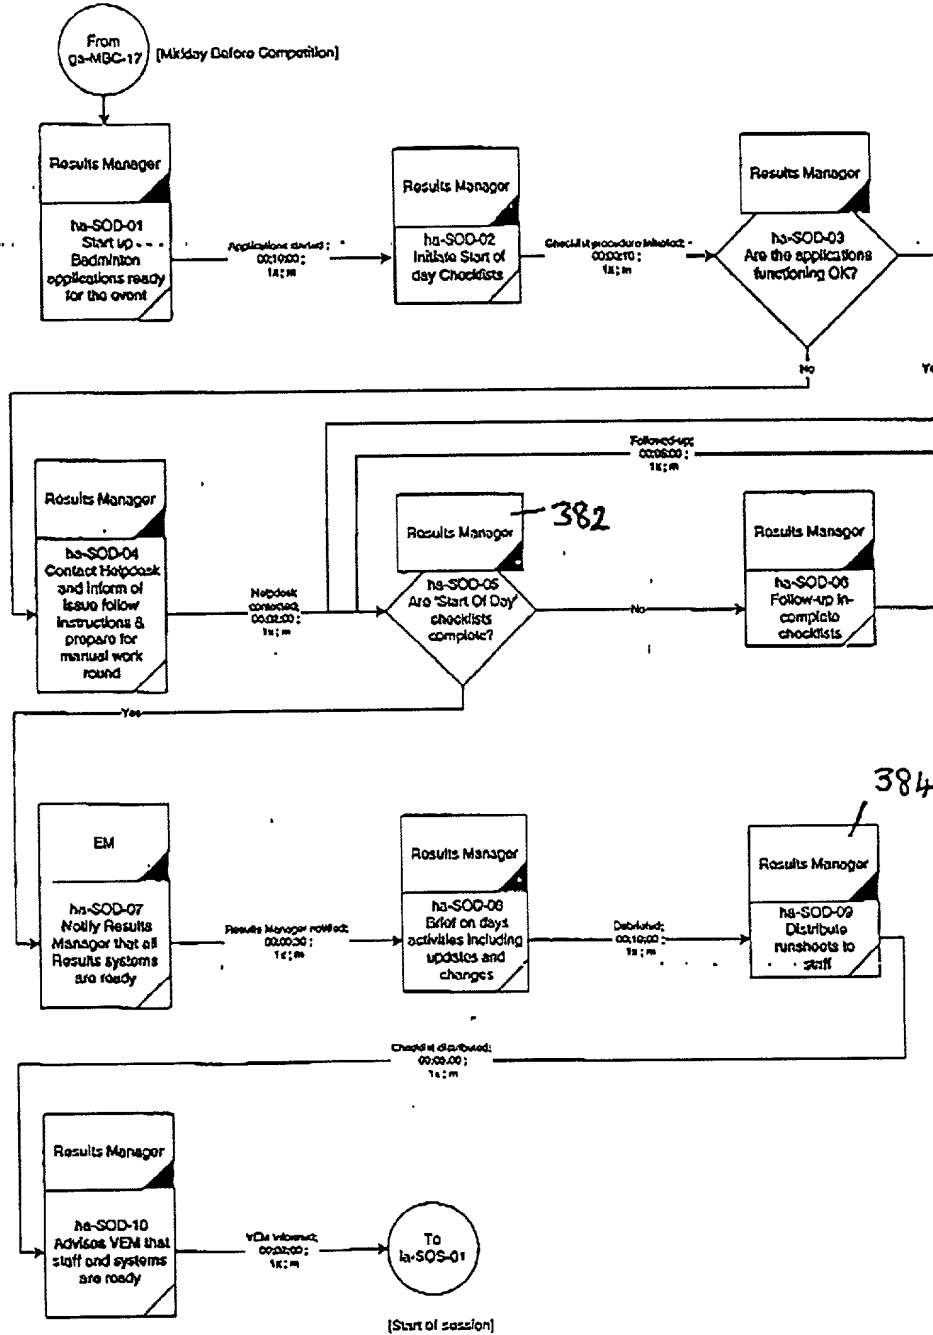 From
ga-MBC-17
[Midday Before Competition]
Results Manager
ha-SOD-01
Start up
Badminton
applications ready
for the event
Applications started ;
00:10:00 ;
1x ; m
Results Manager
ha-SOD-02
Initiate Start of
day Checklists
Checklist procedure initiated;
00:00:10 ;
1x ; m
Results Manager
ha-SOD-03
Are the applications
functioning OK?
No
Ye
Followed-up;
00:05:00 ;
1x ; m
Results Manager
ha-SOD-04
Contact Helpdesk
and inform of
issue follow
instructions &
prepare for
manual work
round
Helpdesk
contacted;
00:02:00 ;
1x ; m
Results Manager
382
ha-SOD-05
Are 'Start Of Day'
checklists
complete?
No
Results Manager
ha-SOD-06
Follow-up in-
complete
checklists
Yes
384
EM
ha-SOD-07
Notify Results
Manager that all
Results systems
are ready
Results Manager notified;
00:00:30 ;
1x ; m
Results Manager
ha-SOD-08
Brief on days
activities including
updates and
changes
Debriefed;
00:10:00 ;
1x ; m
Results Manager
ha-SOD-09
Distribute
runsheets to
staff
Checklist distributed;
00:05:00 ;
1x ; m
Results Manager
ha-SOD-10
Advises VEM that
staff and systems
are ready
VEM informed;
00:02:00 ;
1x ; m
To
ia-SOS-01
[Start of session]